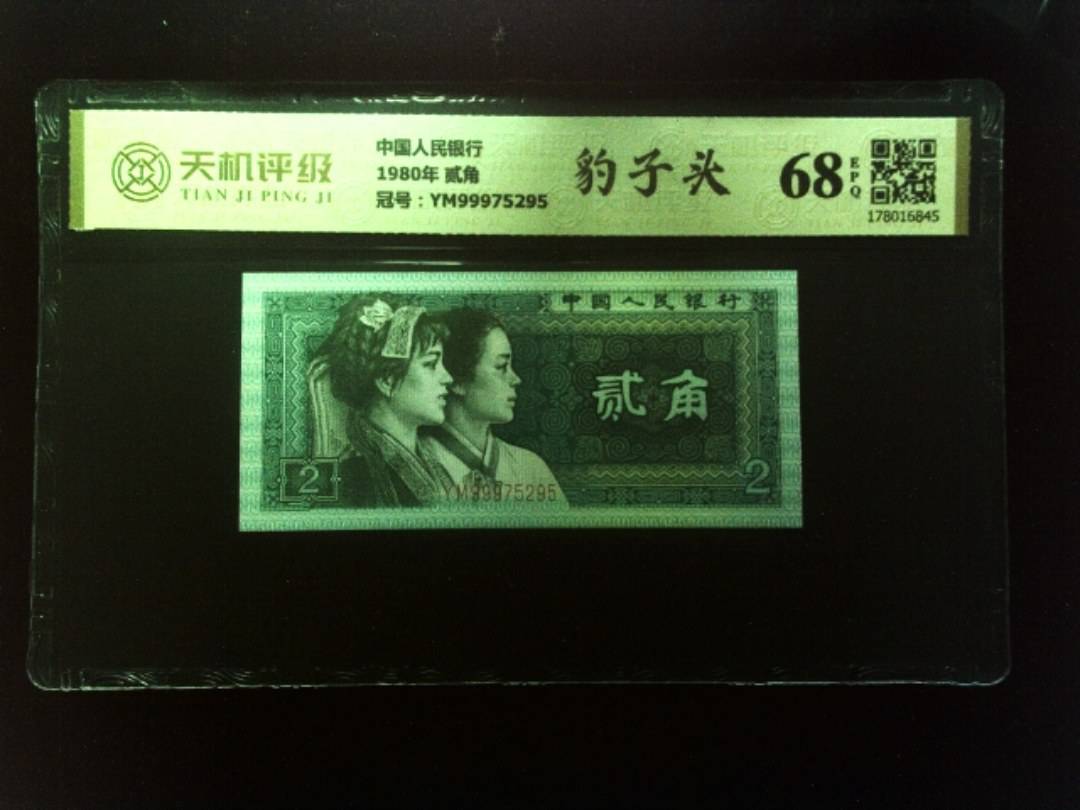 天机评级
TIAN JI PING JI
中国人民银行
1980年 贰角
冠号：YM99975295
豹子头
68
EPQ
178016845
中国人民银行
贰角
2
YM99975295
2